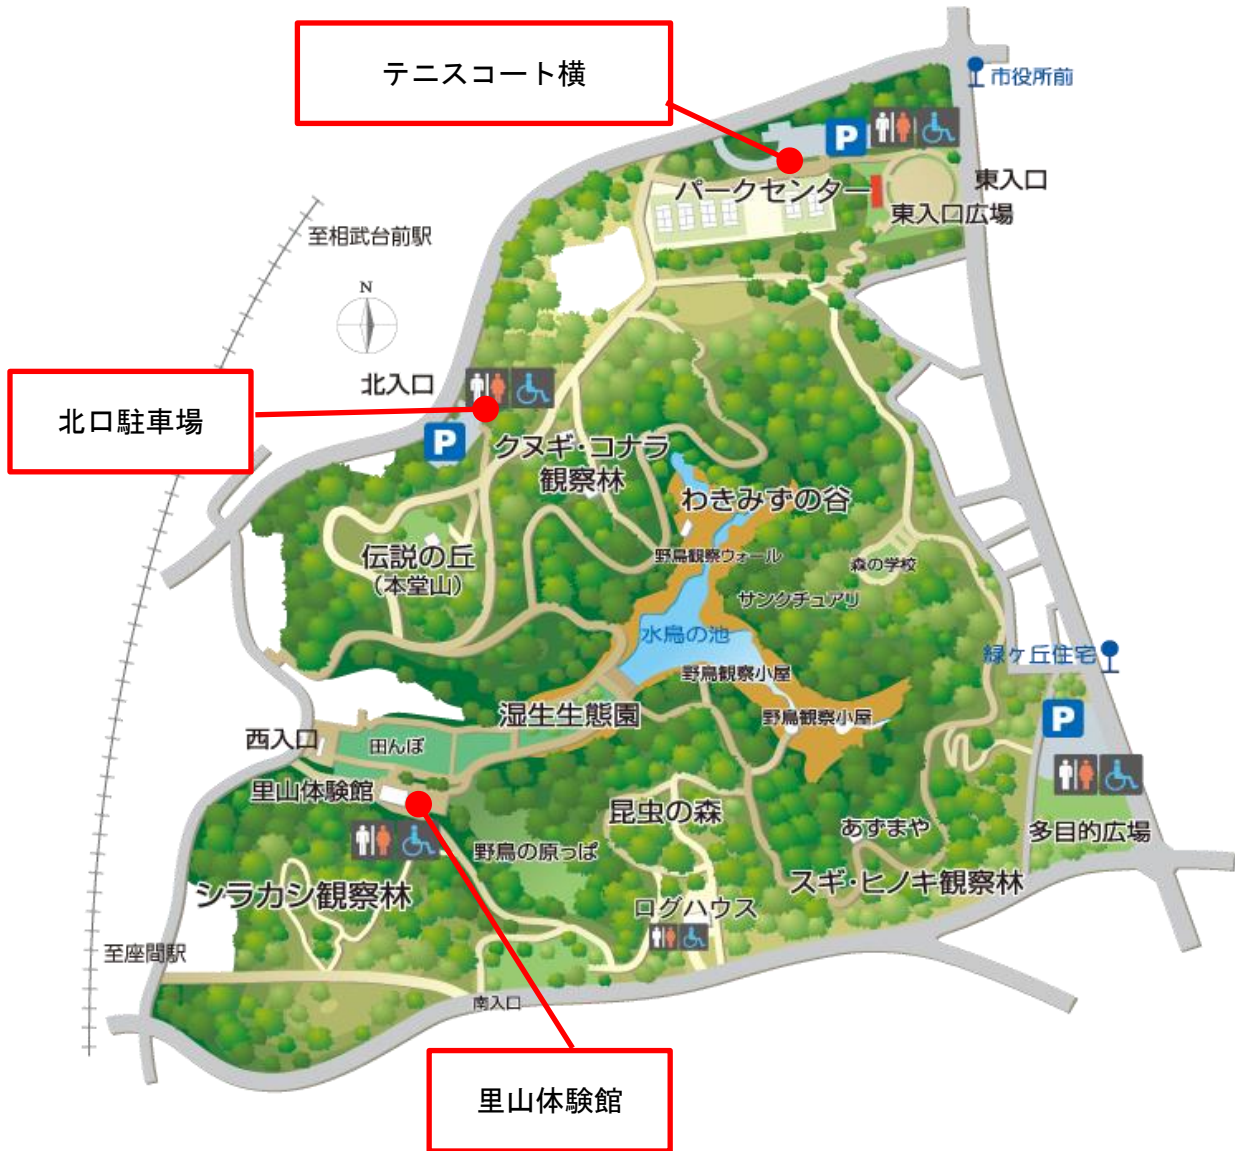 テニスコート横
市役所前
P
パークセンター
東入口
東入口広場
至相武台前駅
N
北入口
北口駐車場
P
クヌギ・コナラ
観察林
わきみずの谷
野鳥観察ウォール
森の学校
伝説の丘
(本堂山)
サンクチュアリ
水鳥の池
緑ヶ丘住宅
野鳥観察小屋
P
湿生生態園
野鳥観察小屋
西入口
田んぼ
里山体験館
昆虫の森
あずまや
多目的広場
野鳥の原っぱ
スギ・ヒノキ観察林
シラカシ観察林
ログハウス
至座間駅
南入口
里山体験館